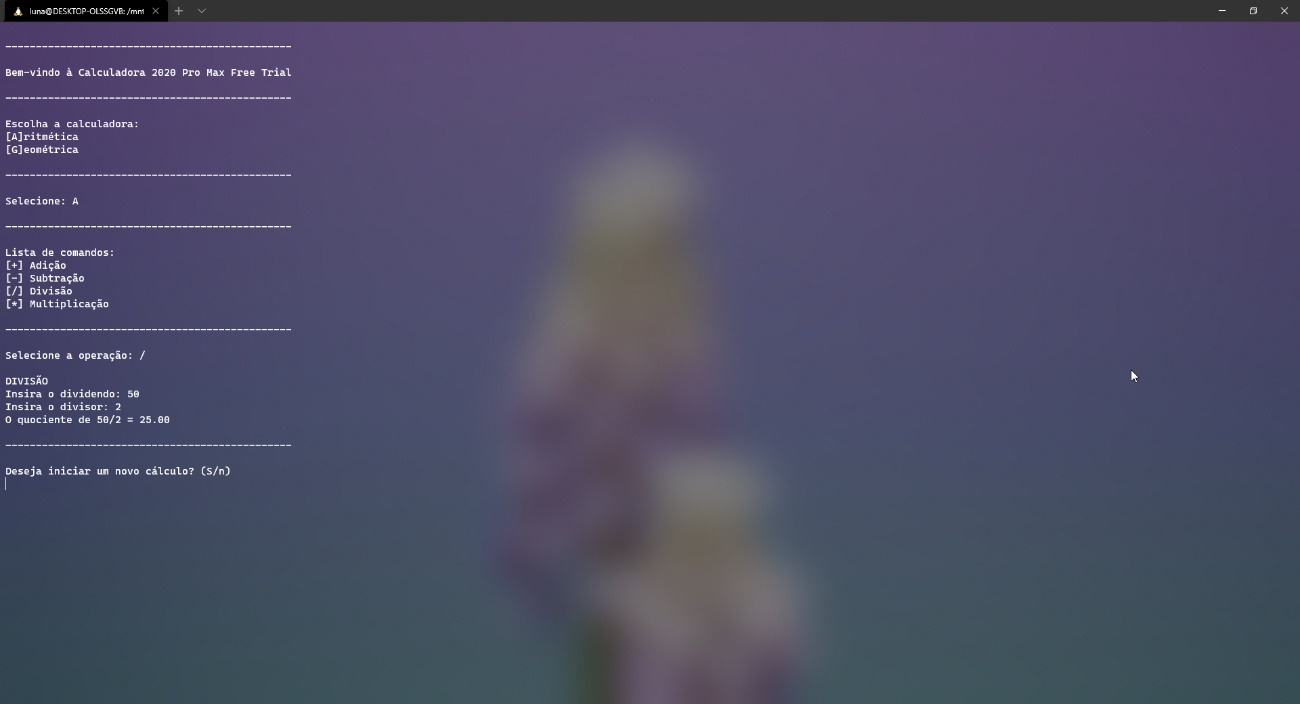 luna@DESKTOP-OLSSGVB: /mnt
-----------------------------------------------
Bem-vindo à Calculadora 2020 Pro Max Free Trial
-----------------------------------------------
Escolha a calculadora:
[A]ritmética
[G]eométrica
-----------------------------------------------
Selecione: A
-----------------------------------------------
Lista de comandos:
[+] Adição
[-] Subtração
[/] Divisão
[*] Multiplicação
-----------------------------------------------
Selecione a operação: /
DIVISÃO
Insira o dividendo: 50
Insira o divisor: 2
O quociente de 50/2 = 25.00
-----------------------------------------------
Deseja iniciar um novo cálculo? (S/n)